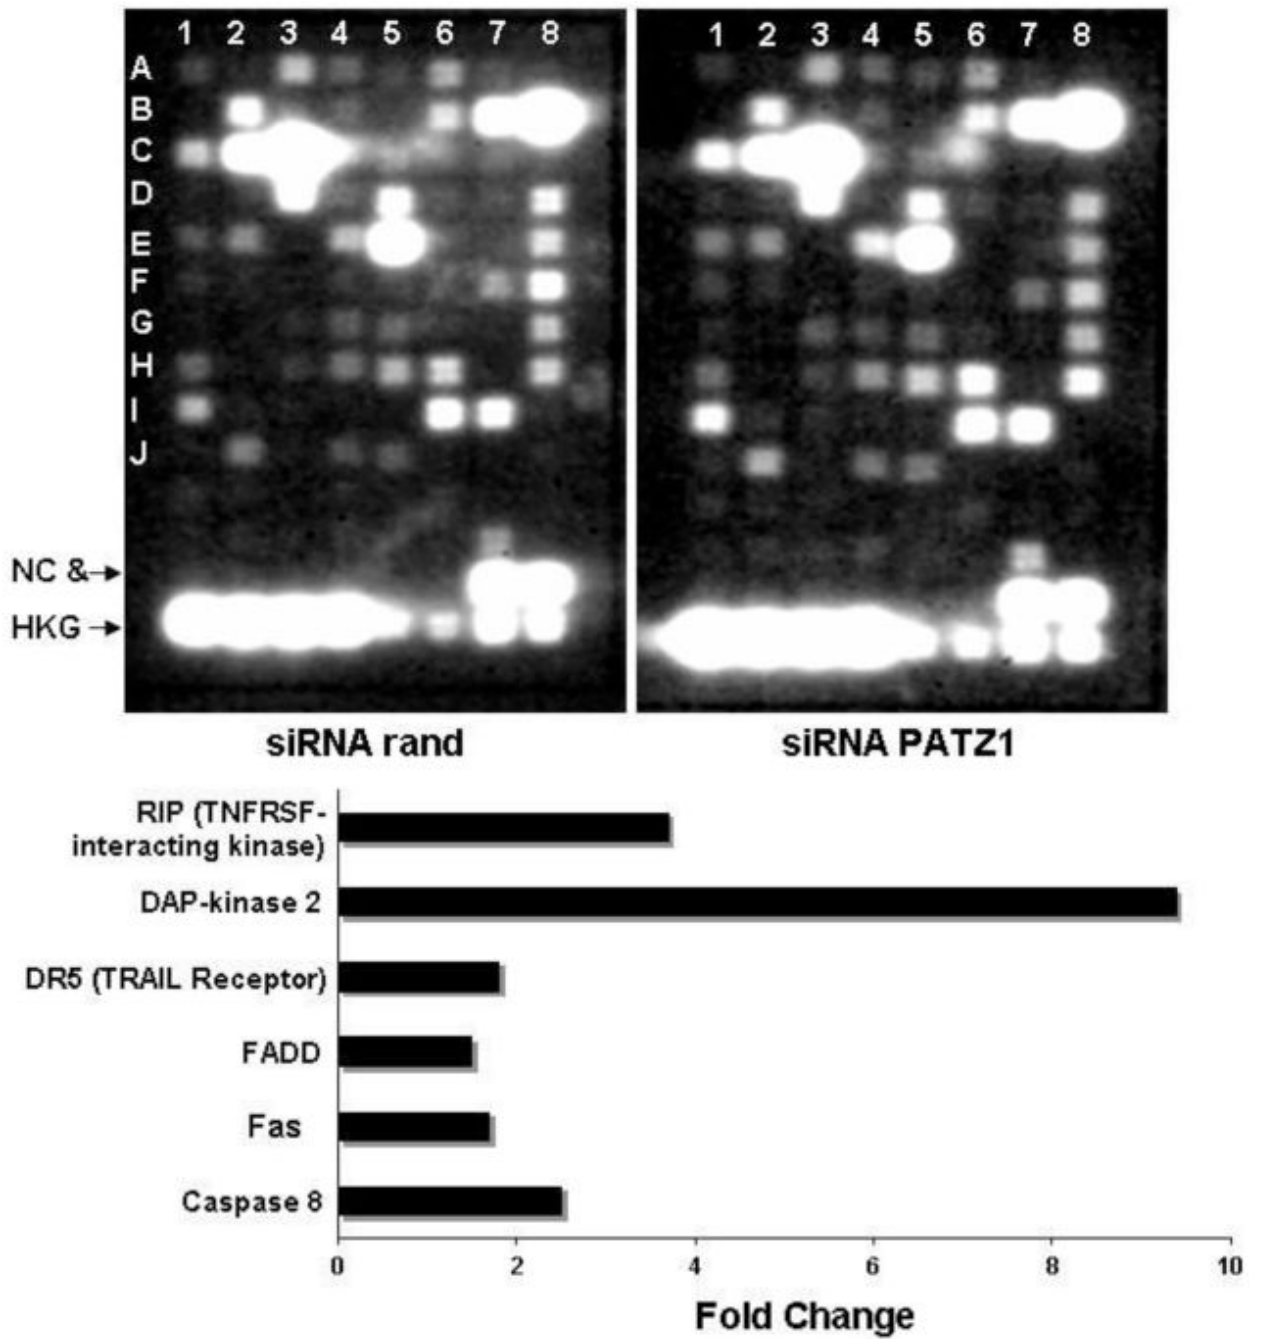 1 2 3 4 5 6 7 8
1 2 3 4 5 6 7 8
A
B
C
D
E
F
G
H
I
J
NC &
HKG
siRNA rand
siRNA PATZ1
RIP (TNFRSF-
interacting kinase)
DAP-kinase 2
DR5 (TRAIL Receptor)
FADD
Fas
Caspase 8
0 2 4 6 8 10
Fold Change